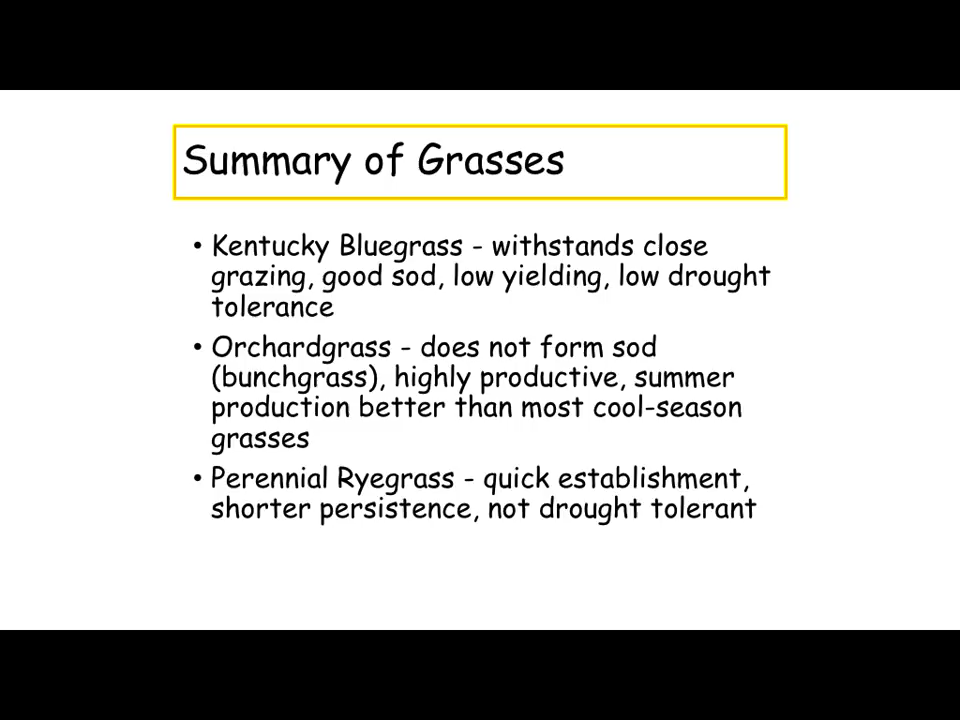 Summary of Grasses
• Kentucky Bluegrass - withstands close
grazing, good sod, low yielding, low drought
tolerance
• Orchardgrass - does not form sod
(bunchgrass), highly productive, summer
production better than most cool-season
grasses
• Perennial Ryegrass - quick establishment,
shorter persistence, not drought tolerant